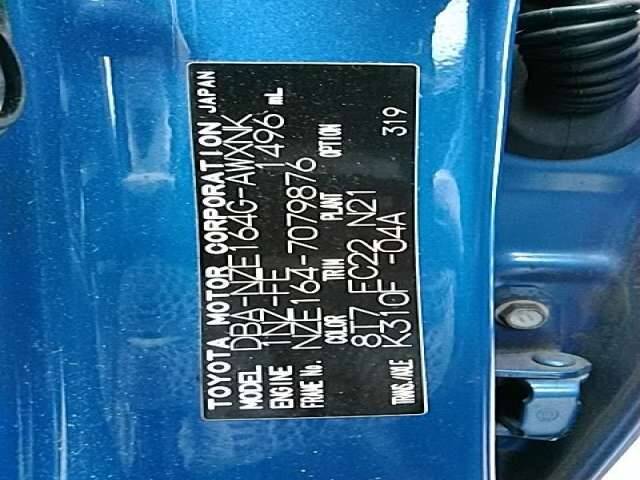 TOYOTA MOTOR CORPORATION JAPAN
MODEL DBA-NZE164G-AWXNK
ENGINE 1NZ-FE 1496 mL
FRAME No. NZE164-7079876
COLOR TRIM PLANT OPTION
8T7 FC22 N21
TRANS./AXLE K310F -04A 319